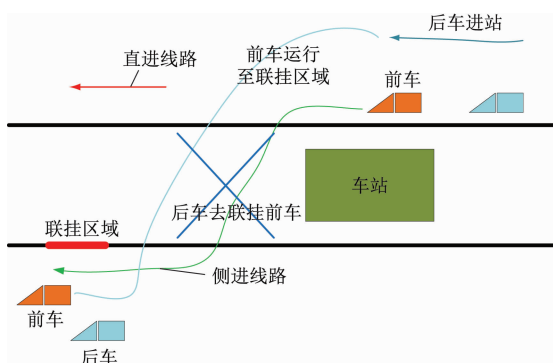 后车进站
直进线路
前车运行
至联挂区域
前车
车站
后车去联挂前车
联挂区域
侧进线路
前车
后车